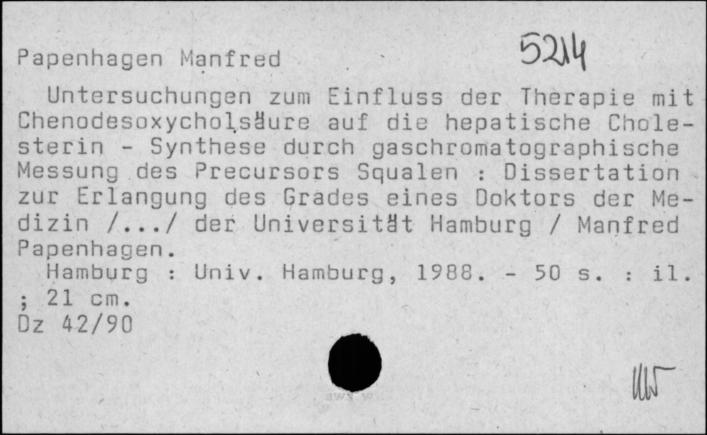 5214
Papenhagen Manfred
Untersuchungen zum Einfluss der Therapie mit
Chenodesoxycholsäure auf die hepatische Chole-
sterin - Synthese durch gaschromatographische
Messung des Precursors Squalen : Dissertation
zur Erlangung des Grades eines Doktors der Me-
dizin /.../ der Universität Hamburg / Manfred
Papenhagen.
Hamburg : Univ. Hamburg, 1988. - 50 s. : il.
; 21 cm.
Dz 42/90